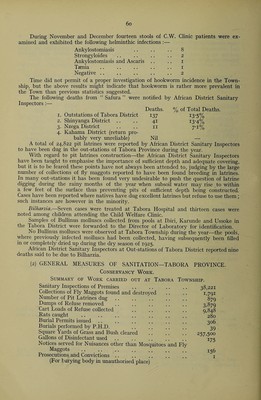 60
During November and December fourteen stools of C.W. Clinic patients were ex-
amined and exhibited the following helminthic infections :—
Ankylostomiasis .. .. .. 8
Strongyloides .. .. .. 2
Ankylostomiasis and Ascaris .. .. 1
Tænia .. .. .. 1
Negative .. .. .. 2
Time did not permit of a proper investigation of hookworm incidence in the Town-
ship, but the above results might indicate that hookworm is rather more prevalent in
the Town than previous statistics suggested.
The following deaths from “ Safura ” were notified by African District Sanitary
Inspectors :—
Deaths. % of Total Deaths.
1. Outstations of Tabora District 137 13·5%
2. Shinyanga District .. .. 41 13·4%
3. Nzega District .. .. 11 7·1%
4. Kahama District (return pro-
bably very unreliable) Nil —
A total of 14,822 pit latrines were reported by African District Sanitary Inspectors
to have been dug in the out-stations of Tabora Province during the year.
With regard to pit latrines construction—the African District Sanitary Inspectors
have been taught to emphasise the importance of sufficient depth and adequate covering,
but it is to be feared these points have not always been attended to, judging by the large
number of collections of fly maggots reported to have been found breeding in latrines.
In many out-stations it has been found very undesirable to push the question of latrine
digging during the rainy months of the year when subsoil water may rise to within
a few feet of the surface thus preventing pits of sufficient depth being constructed.
Cases have been reported where natives have dug excellent latrines but refuse to use them;
such instances are however in the minority.
Bilharzia.—Seven cases were treated at Tabora Hospital and thirteen cases were
noted among children attending the Child Welfare Clinic.
Samples of Bullinus molluscs collected from pools at Ibiri, Karunde and Usooke in
the Tabora District were forwarded to the Director of Laboratory for identification.
No Bullinus molluscs were observed at Tabora Township during the year—the pools
where previously infected molluscs had been collected, having subsequently been filled
in or completely dried up during the dry season of 1925.
African District Sanitary Inspectors at Out-stations of Tabora District reported nine
deaths said to be due to Bilharzia.
(2) GENERAL MEASURES OF SANITATION—TABORA PROVINCE.
Conservancy Work.
Summary of Work carried out at Tabora Township.
Sanitary Inspections of Premises .. .. .. 38,221
Collections of Fly Maggots found and destroyed .. .. 1,792
Number of Pit Latrines dug .. .. .. 879
Dumps of Refuse removed .. .. .. 3,879
Cart Loads of Refuse collected .. .. .. 9,848
Rats caught .. .. .. 260
Burial Permits issued .. .. .. 306
Burials performed by P.H.D. .. .. .. 39
Square Yards of Grass and Bush cleared .. .. 257,500
Gallons of Disinfectant used .. .. .. 175
Notices served for Nuisances other than Mosquitoes and Fly
Maggots .. .. .. 136
Prosecutions and Convictions .. .. .. 1
(For burying body in unauthorised place)